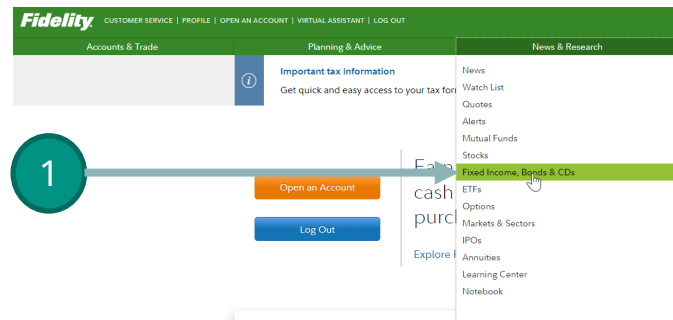 Fidelity CUSTOMER SERVICE | PROFILE | OPEN AN ACCOUNT | VIRTUAL ASSISTANT | LOG OUT
Accounts & Trade Planning & Advice News & Research
Important tax information
Get quick and easy access to your tax
News
Watch List
Quotes
Alerts
Mutual Funds
Stocks
Fixed Income, Bonds & CDs
ETFs
Options
Markets & Sectors
IPOs
Annuities
Learning Center
Notebook
1
Open an Account
Log Out
Earn
cash
Explore